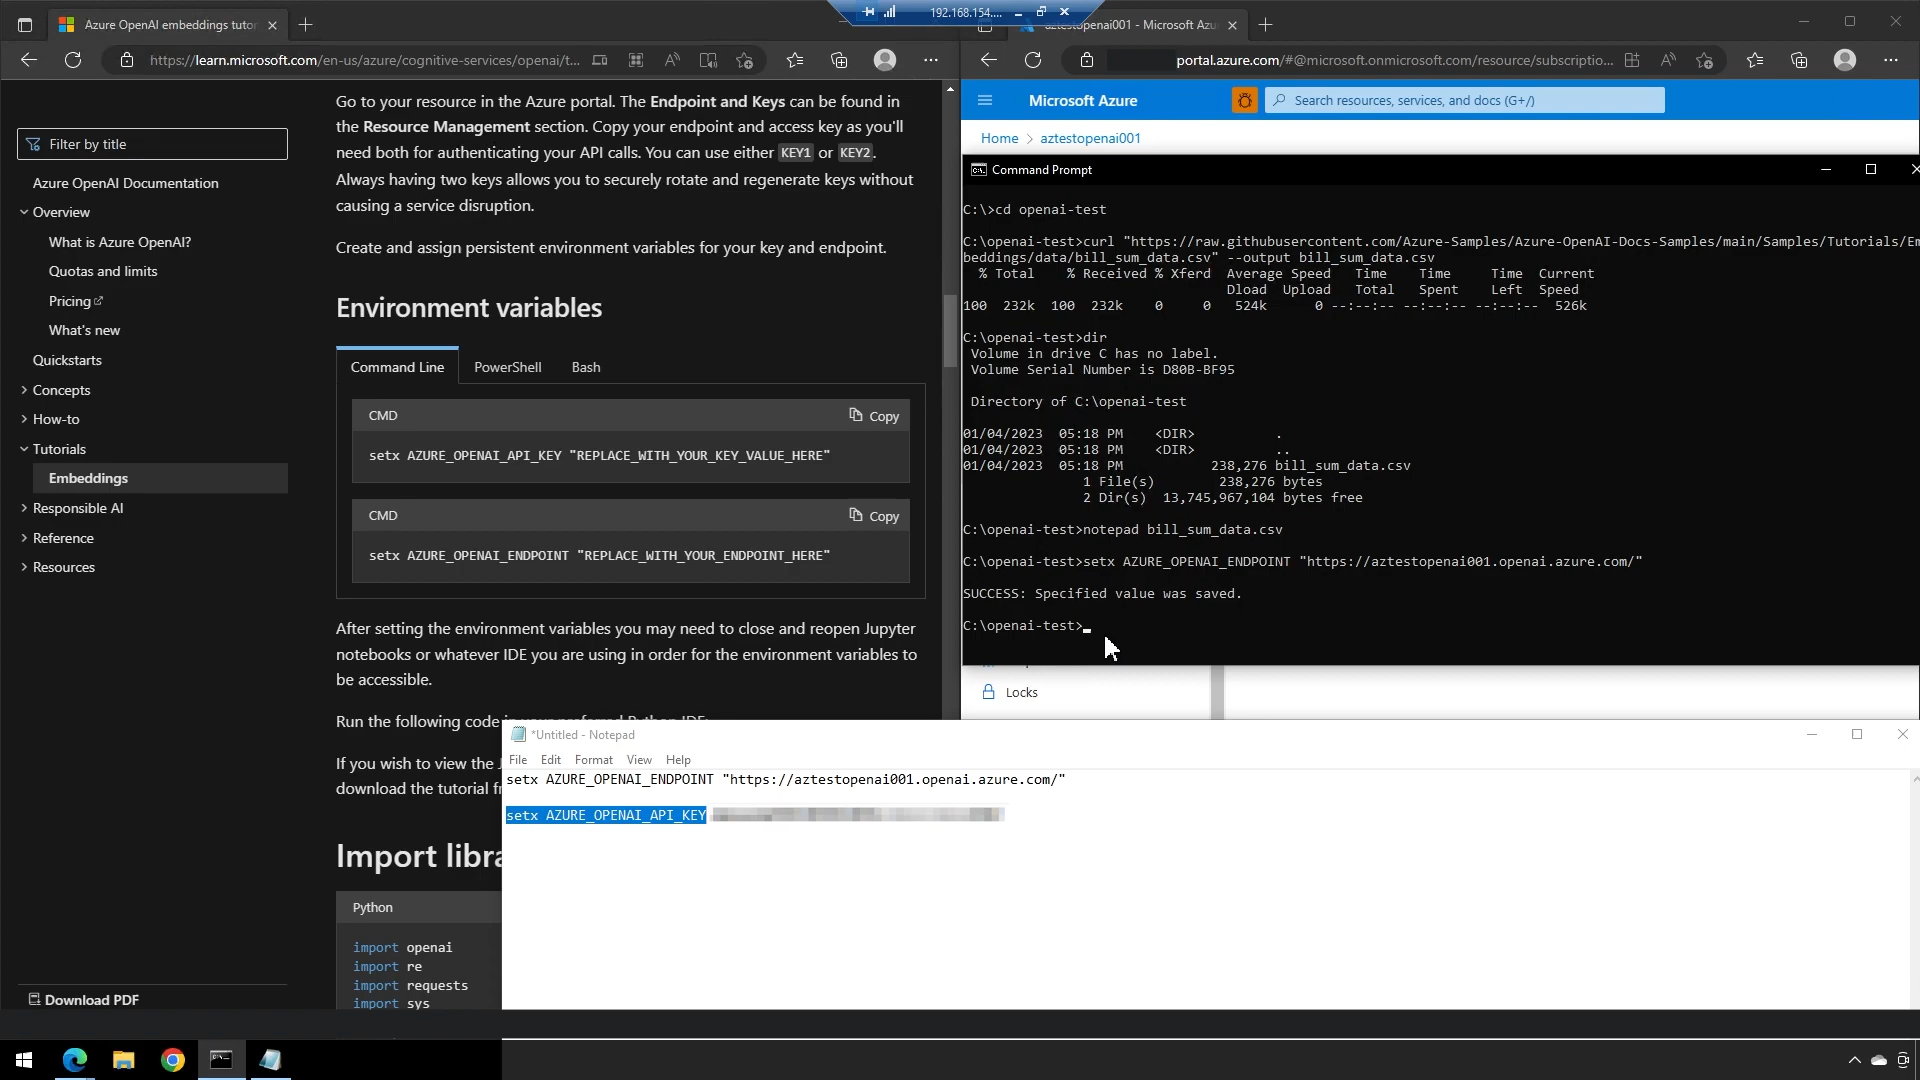 Azure OpenAI embeddings tutor
192.168.154....
aztestopenai001 - Microsoft Azu
https://learn.microsoft.com/en-us/azure/cognitive-services/openai/t...
portal.azure.com/#@microsoft.onmicrosoft.com/resource/subscriptio...
Filter by title
Azure OpenAI Documentation
Overview
What is Azure OpenAI?
Quotas and limits
Pricing
What's new
Quickstarts
Concepts
How-to
Tutorials
Embeddings
Responsible AI
Reference
Resources
Download PDF
Go to your resource in the Azure portal. The Endpoint and Keys can be found in
the Resource Management section. Copy your endpoint and access key as you'll
need both for authenticating your API calls. You can use either KEY1 or KEY2.
Always having two keys allows you to securely rotate and regenerate keys without
causing a service disruption.
Create and assign persistent environment variables for your key and endpoint.
Environment variables
Command Line PowerShell Bash
CMD Copy
setx AZURE_OPENAI_API_KEY "REPLACE_WITH_YOUR_KEY_VALUE_HERE"
CMD Copy
setx AZURE_OPENAI_ENDPOINT "REPLACE_WITH_YOUR_ENDPOINT_HERE"
After setting the environment variables you may need to close and reopen Jupyter
notebooks or whatever IDE you are using in order for the environment variables to
be accessible.
Run the following code in your preferred Python IDE:
If you wish to view the J
download the tutorial fr
Import libra
Python
import openai
import re
import requests
import sys
Microsoft Azure
Search resources, services, and docs (G+/)
Home > aztestopenai001
Command Prompt
C:\>cd openai-test
C:\openai-test>curl "https://raw.githubusercontent.com/Azure-Samples/Azure-OpenAI-Docs-Samples/main/Samples/Tutorials/Em
beddings/data/bill_sum_data.csv" --output bill_sum_data.csv
% Total % Received % Xferd Average Speed Time Time Time Current
Dload Upload Total Spent Left Speed
100 232k 100 232k 0 0 524k 0 --:--:-- --:--:-- --:--:-- 526k
C:\openai-test>dir
Volume in drive C has no label.
Volume Serial Number is D80B-BF95
Directory of C:\openai-test
01/04/2023 05:18 PM <DIR> .
01/04/2023 05:18 PM <DIR> ..
01/04/2023 05:18 PM 238,276 bill_sum_data.csv
1 File(s) 238,276 bytes
2 Dir(s) 13,745,967,104 bytes free
C:\openai-test>notepad bill_sum_data.csv
C:\openai-test>setx AZURE_OPENAI_ENDPOINT "https://aztestopenai001.openai.azure.com/"
SUCCESS: Specified value was saved.
C:\openai-test>_
Locks
*Untitled - Notepad
File Edit Format View Help
setx AZURE_OPENAI_ENDPOINT "https://aztestopenai001.openai.azure.com/"
setx AZURE_OPENAI_API_KEY